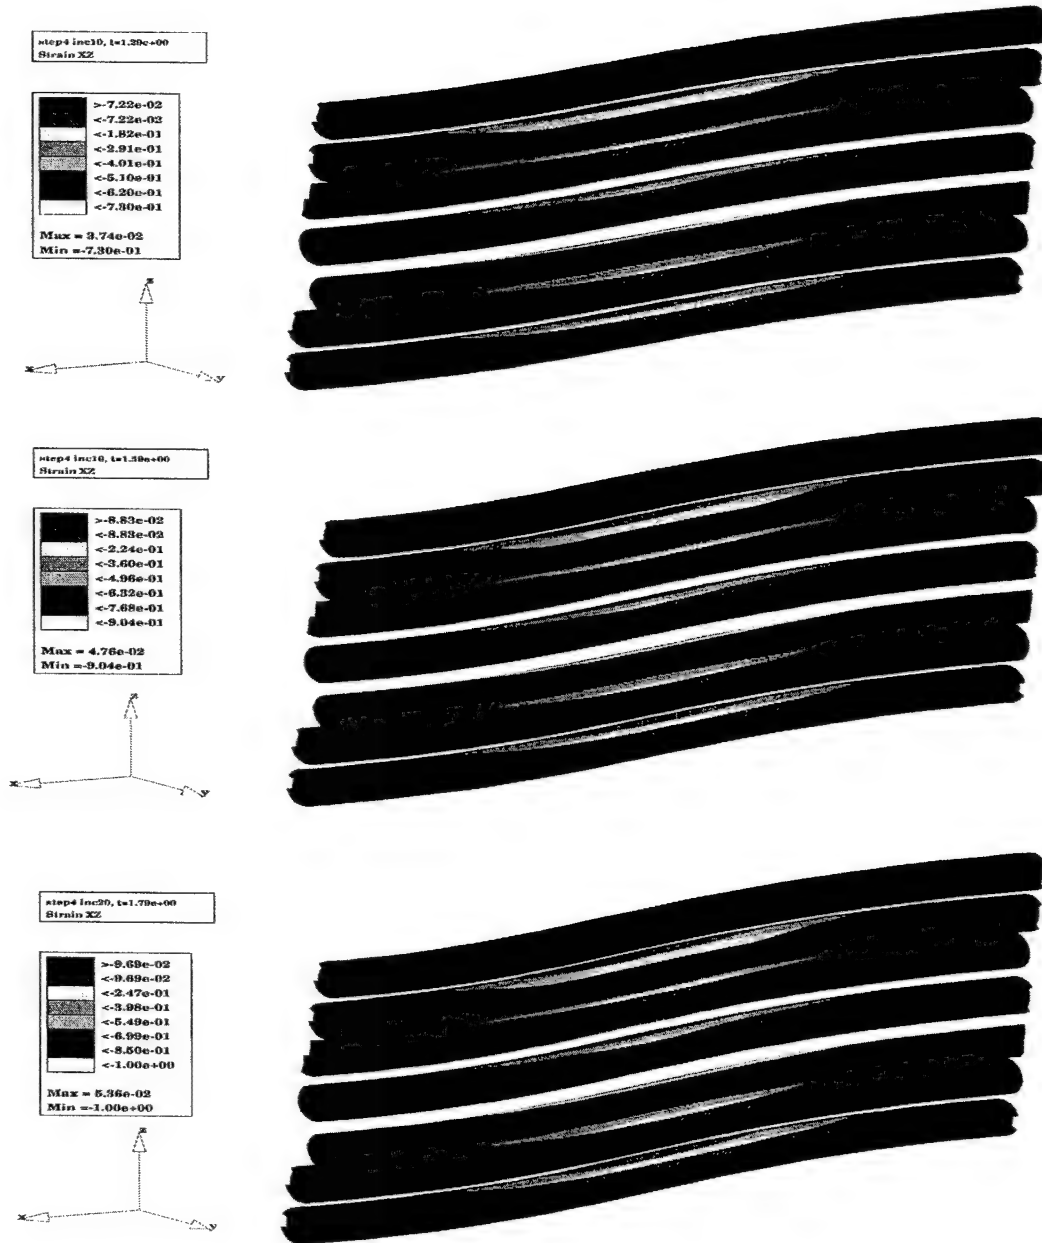 step4 inc10, t=1.29e+00
Strain XZ
>-7.22e-02
<-7.22e-02
<-1.82e-01
<-2.91e-01
<-4.01e-01
<-5.10e-01
<-6.20e-01
<-7.30e-01
Max = 3.74e-02
Min =-7.30e-01
z
x
y
step4 inc16, t=1.59e+00
Strain XZ
>-8.83e-02
<-8.83e-02
<-2.24e-01
<-3.60e-01
<-4.96e-01
<-6.32e-01
<-7.68e-01
<-9.04e-01
Max = 4.76e-02
Min =-9.04e-01
z
x
y
step4 inc20, t=1.79e+00
Strain XZ
>-9.69e-02
<-9.69e-02
<-2.47e-01
<-3.98e-01
<-5.49e-01
<-6.99e-01
<-8.50e-01
<-1.00e+00
Max = 5.36e-02
Min =-1.00e+00
z
x
y